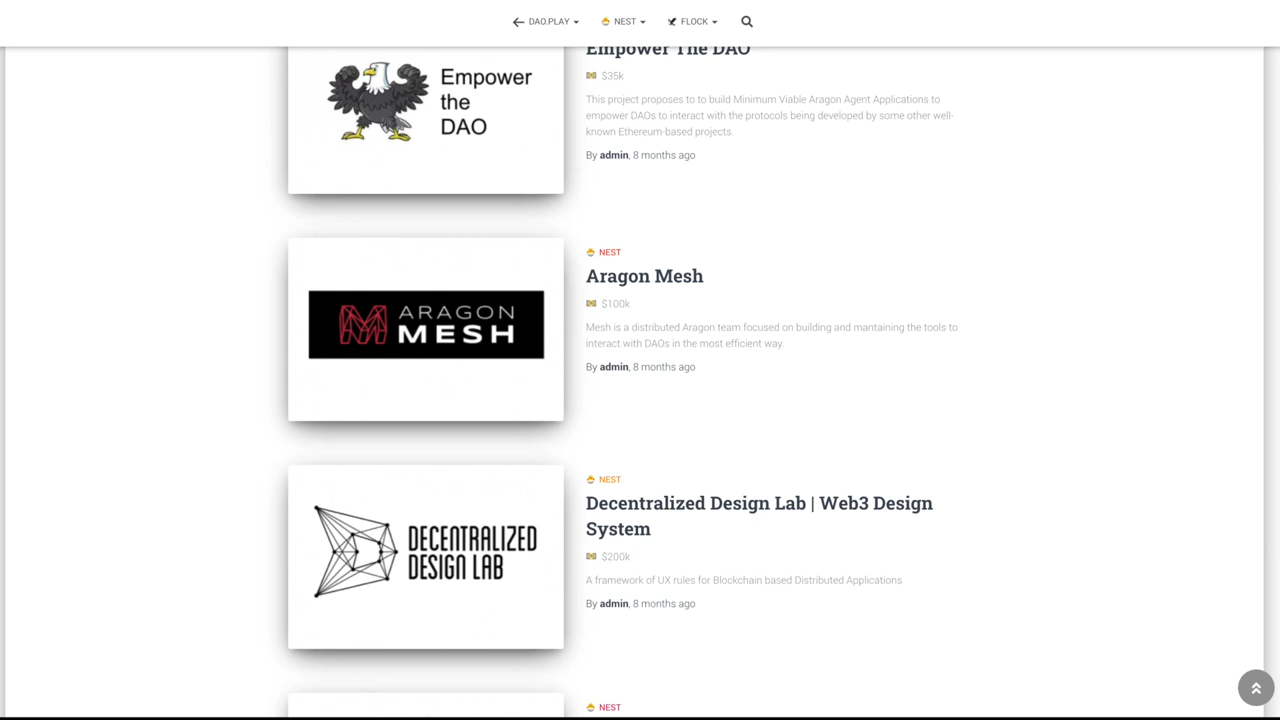 DAO.PLAY NEST FLOCK
Empower The DAO
Empower
the
DAO
$35k
This project proposes to to build Minimum Viable Aragon Agent Applications to
empower DAOs to interact with the protocols being developed by some other well-
known Ethereum-based projects.
By admin, 8 months ago
NEST
Aragon Mesh
ARAGON
MESH
$100k
Mesh is a distributed Aragon team focused on building and mantaining the tools to
interact with DAOs in the most efficient way.
By admin, 8 months ago
NEST
Decentralized Design Lab | Web3 Design
System
DECENTRALIZED
DESIGN LAB
$200k
A framework of UX rules for Blockchain based Distributed Applications
By admin, 8 months ago
NEST